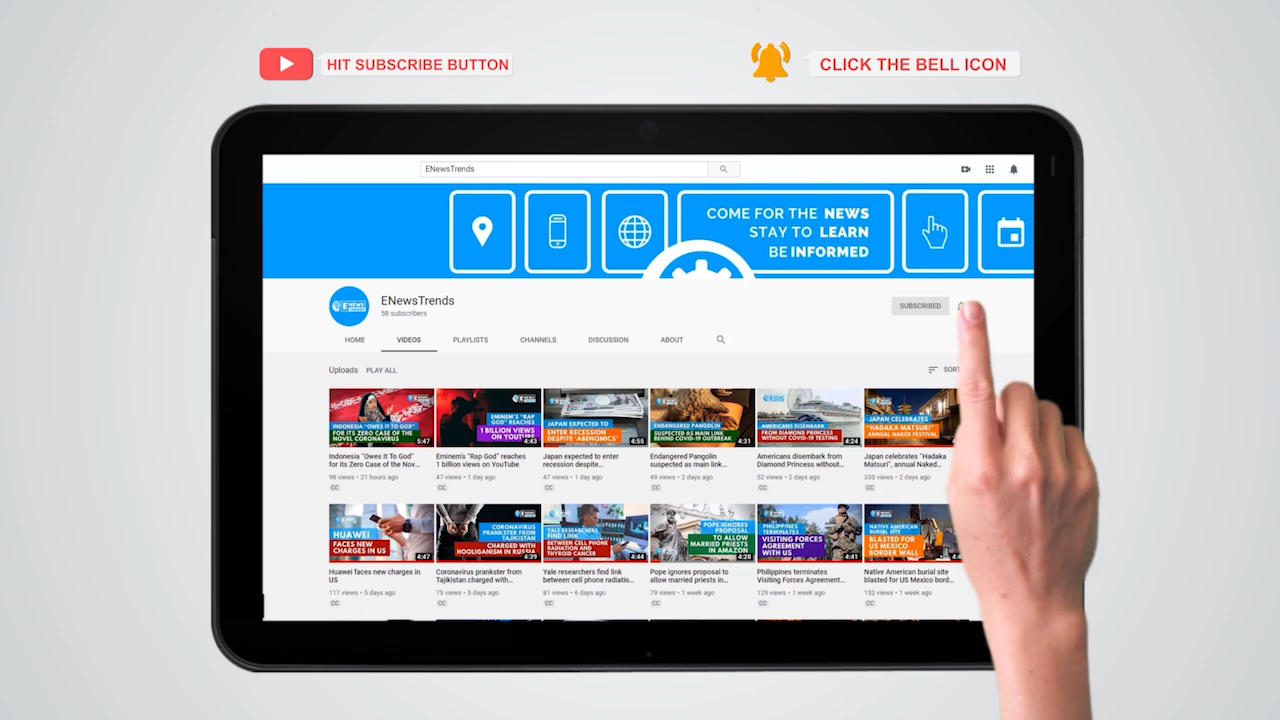 HIT SUBSCRIBE BUTTON
CLICK THE BELL ICON
ENewsTrends
COME FOR THE NEWS
STAY TO LEARN
BE INFORMED
ENewsTrends
58 subscribers
SUBSCRIBED
HOME
VIDEOS
PLAYLISTS
CHANNELS
DISCUSSION
ABOUT
Uploads
PLAY ALL
SORT
INDONESIA "OWES IT TO GOD"
FOR ITS ZERO CASE OF THE
NOVEL CORONAVIRUS
5:47
EMINEM'S "RAP
GOD" REACHES
1 BILLION VIEWS
ON YOUTUBE
4:43
JAPAN EXPECTED TO
ENTER RECESSION
DESPITE 'ABENOMICS'
4:55
ENDANGERED PANGOLIN
SUSPECTED AS MAIN LINK
BEHIND COVID-19 OUTBREAK
4:31
AMERICANS DISEMBARK
FROM DIAMOND PRINCESS
WITHOUT COVID-19 TESTING
4:24
JAPAN CELEBRATES
"HADAKA MATSURI"
ANNUAL NAKED FESTIVAL
Indonesia "Owes It To God"
for its Zero Case of the Nov...
98 views • 21 hours ago
CC
Eminem's "Rap God" reaches
1 billion views on YouTube
47 views • 1 day ago
CC
Japan expected to enter
recession despite...
47 views • 1 day ago
CC
Endangered Pangolin
suspected as main link...
49 views • 2 days ago
CC
Americans disembark from
Diamond Princess without...
52 views • 2 days ago
CC
Japan celebrates "Hadaka
Matsuri", annual Naked...
333 views • 2 days ago
CC
HUAWEI
FACES NEW
CHARGES IN US
4:47
CORONAVIRUS
PRANKSTER FROM
TAJIKISTAN
CHARGED WITH
HOOLIGANISM IN RUSSIA
4:39
YALE RESEARCHERS
FIND LINK
BETWEEN CELL PHONE
RADIATION AND
THYROID CANCER
4:44
POPE IGNORES
PROPOSAL
TO ALLOW
MARRIED PRIESTS
IN AMAZON
4:28
PHILIPPINES
TERMINATES
VISITING FORCES
AGREEMENT
WITH US
4:41
NATIVE AMERICAN
BURIAL SITE
BLASTED FOR
US MEXICO
BORDER WALL
Huawei faces new charges in
US
117 views • 5 days ago
CC
Coronavirus prankster from
Tajikistan charged with...
75 views • 5 days ago
CC
Yale researchers find link
between cell phone radiatio...
81 views • 6 days ago
CC
Pope ignores proposal to
allow married priests in...
79 views • 1 week ago
CC
Philippines terminates
Visiting Forces Agreement...
129 views • 1 week ago
CC
Native American burial site
blasted for US Mexico bord...
152 views • 1 week ago
CC